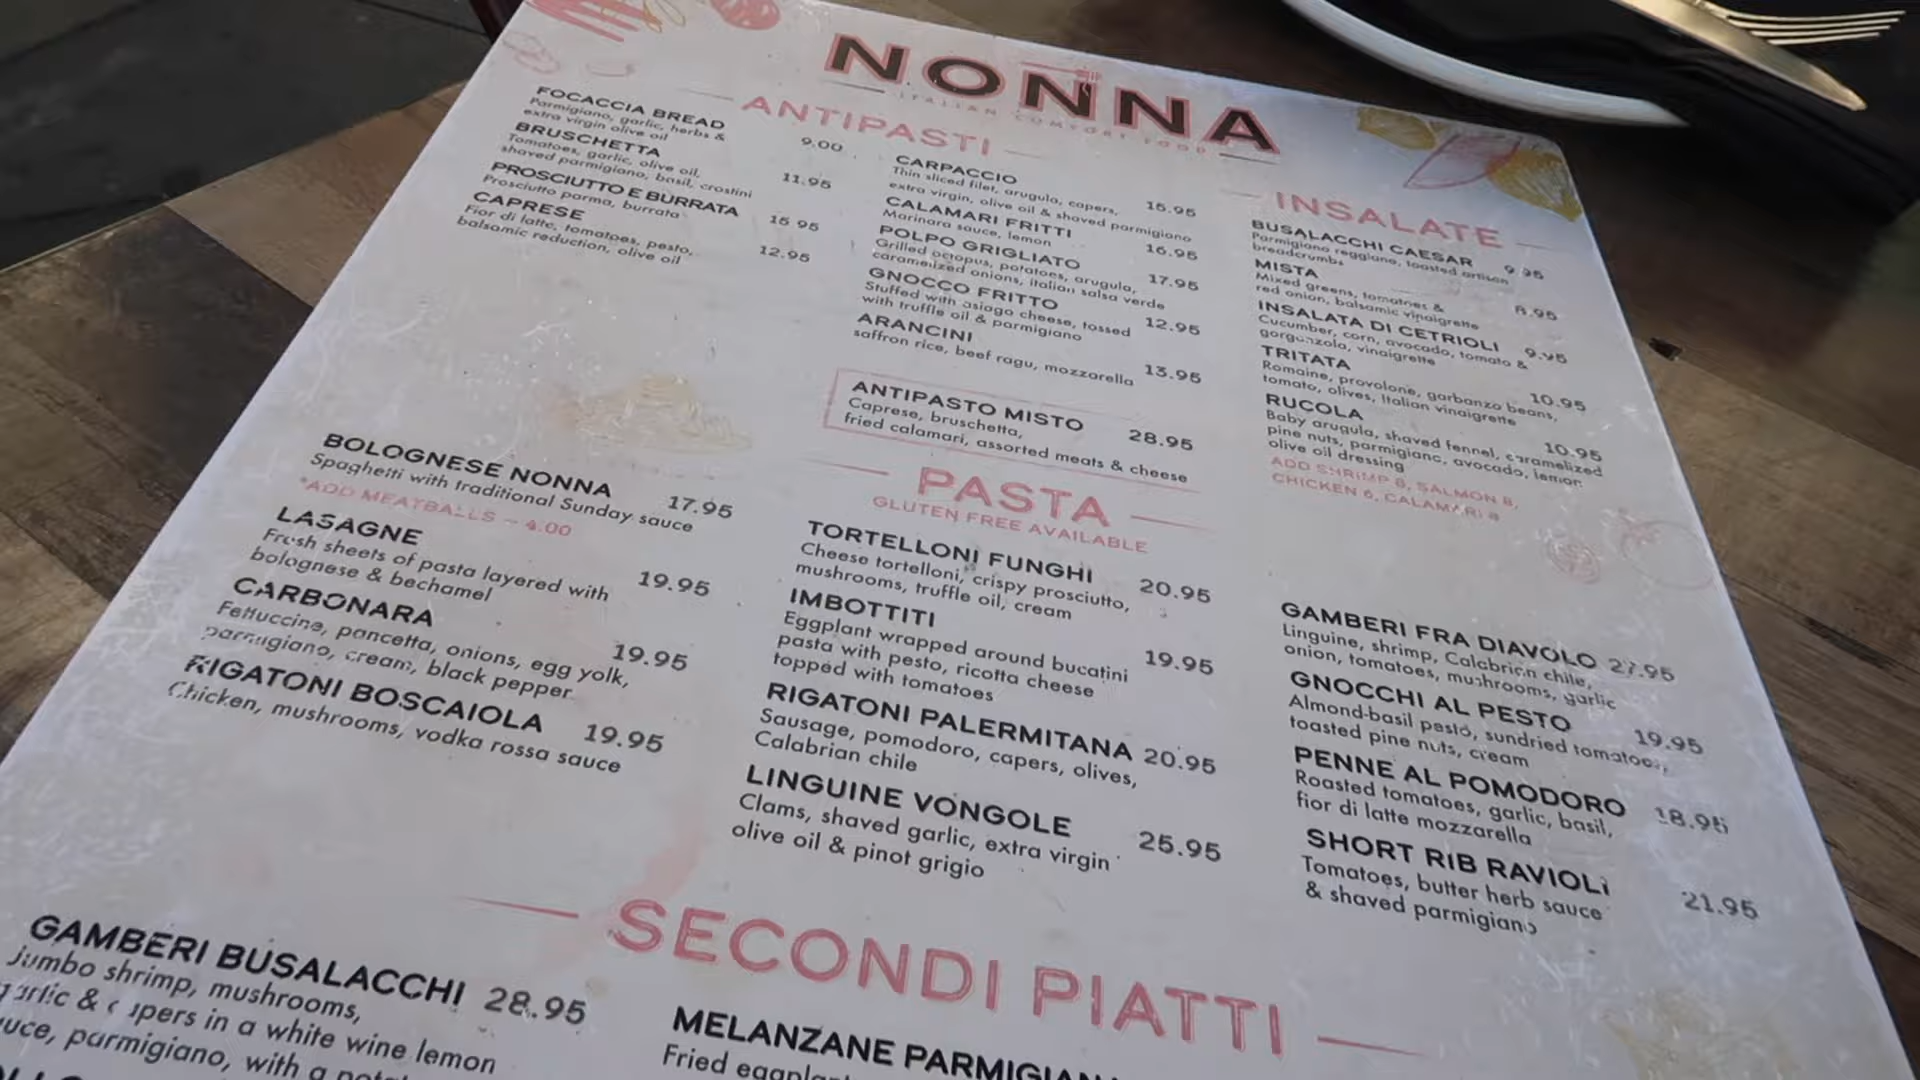 NONNA
ITALIAN COMFORT FOOD
ANTIPASTI
FOCACCIA BREAD
Parmigiano, garlic, herbs &
extra virgin olive oil
9.00
BRUSCHETTA
Tomatoes, garlic, olive oil,
shaved parmigiano, basil, crostini
11.95
PROSCIUTTO E BURRATA
Prosciutto parma, burrata
15.95
CAPRESE
Fior di latte, tomatoes, pesto,
balsamic reduction, olive oil
12.95
CARPACCIO
Thin sliced filet, arugula, capers,
extra virgin, olive oil & shaved parmigiano
15.95
CALAMARI FRITTI
Marinara sauce, lemon
16.95
POLPO GRIGLIATO
Grilled octopus, potatoes, arugula,
caramelized onions, italian salsa verde
17.95
GNOCCO FRITTO
Stuffed with asiago cheese, tossed
with truffle oil & parmigiano
12.95
ARANCINI
saffron rice, beef ragu, mozzarella
13.95
ANTIPASTO MISTO
Caprese, bruschetta,
fried calamari, assorted meats & cheese
28.95
INSALATE
BUSALACCHI CAESAR
Parmigiano reggiano, toasted artisan
breadcrumbs
9.95
MISTA
Mixed greens, tomatoes &
red onion, balsamic vinaigrette
8.95
INSALATA DI CETRIOLI
Cucumber, corn, avocado, tomato &
gorgonzola, vinaigrette
9.95
TRITATA
Romaine, provolone, garbanzo beans,
tomato, olives, Italian vinaigrette
10.95
RUCOLA
Baby arugula, shaved fennel, caramelized
pine nuts, parmigiano, avocado, lemon
olive oil dressing
10.95
ADD SHRIMP 8, SALMON 8,
CHICKEN 6, CALAMARI
PASTA
GLUTEN FREE AVAILABLE
BOLOGNESE NONNA
Spaghetti with traditional Sunday sauce
17.95
*ADD MEATBALLS - 4.00
LASAGNE
Fresh sheets of pasta layered with
bolognese & bechamel
19.95
CARBONARA
Fettuccine, pancetta, onions, egg yolk,
parmigiano, cream, black pepper
19.95
RIGATONI BOSCAIOLA
Chicken, mushrooms, vodka rossa sauce
19.95
TORTELLONI FUNGHI
Cheese tortelloni, crispy prosciutto,
mushrooms, truffle oil, cream
20.95
IMBOTTITI
Eggplant wrapped around bucatini
pasta with pesto, ricotta cheese
topped with tomatoes
19.95
RIGATONI PALERMITANA
Sausage, pomodoro, capers, olives,
Calabrian chile
20.95
LINGUINE VONGOLE
Clams, shaved garlic, extra virgin
olive oil & pinot grigio
25.95
GAMBERI FRA DIAVOLO
Linguine, shrimp, Calabrian chile,
onion, tomatoes, mushrooms, garlic
27.95
GNOCCHI AL PESTO
Almond-basil pesto, sundried tomatoes,
toasted pine nuts, cream
19.95
PENNE AL POMODORO
Roasted tomatoes, garlic, basil,
fior di latte mozzarella
18.95
SHORT RIB RAVIOLI
Tomatoes, butter herb sauce
& shaved parmigiano
21.95
SECONDI PIATTI
GAMBERI BUSALACCHI 28.95
Jumbo shrimp, mushrooms,
garlic & capers in a white wine lemon
parmigiano, with a
MELANZANE
Fried